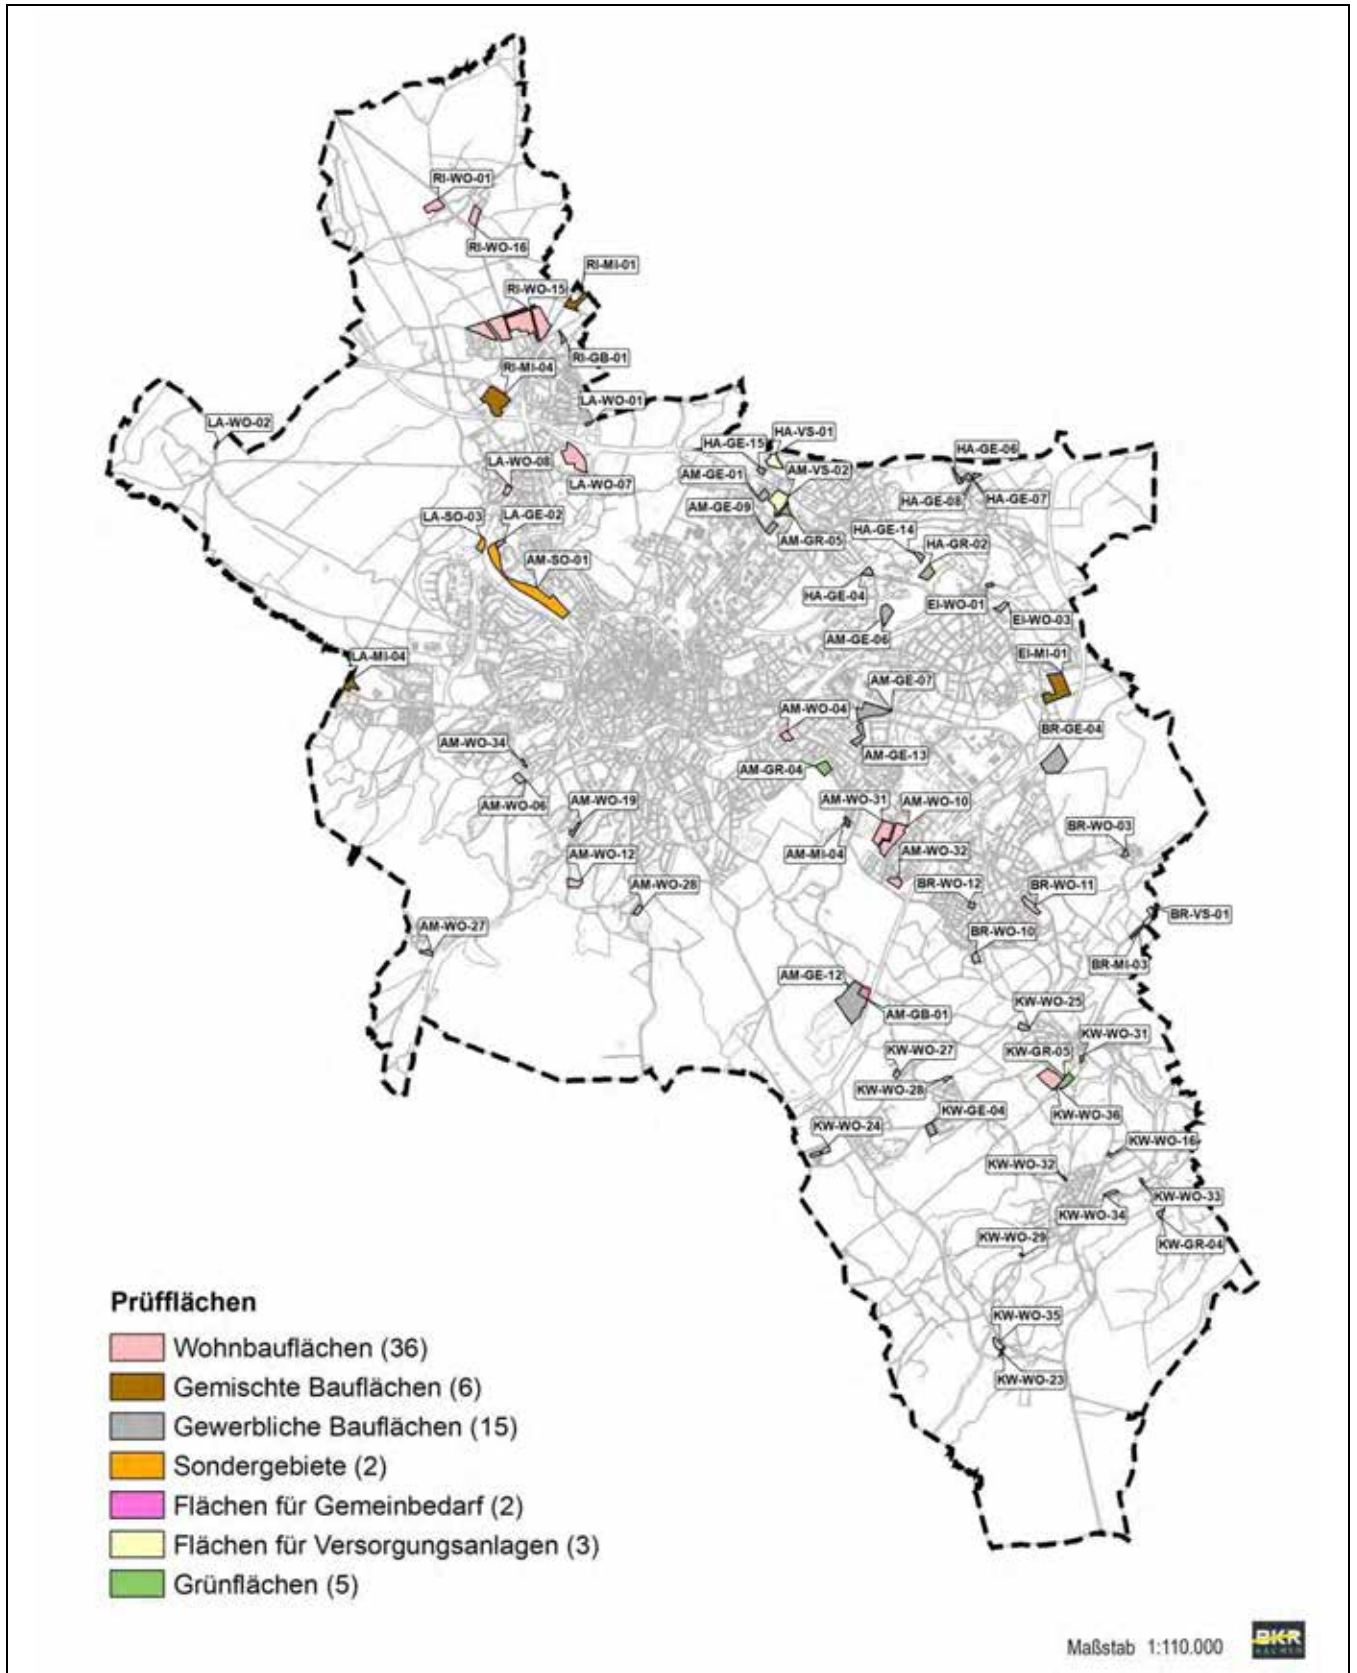 RI-WO-01
RI-WO-16
RI-MI-01
RI-WO-15
RI-GB-01
RI-MI-04
LA-WO-01
LA-WO-02
HA-VS-01
HA-GE-15
HA-GE-06
LA-WO-08
AM-GE-01
AM-VS-02
LA-WO-07
HA-GE-08
HA-GE-07
AM-GE-09
LA-SO-03
LA-GE-02
HA-GE-14
AM-GR-05
HA-GR-02
AM-SO-01
HA-GE-04
EI-WO-01
EI-WO-03
AM-GE-06
LA-MI-04
EI-MI-01
AM-GE-07
AM-WO-04
BR-GE-04
AM-WO-34
AM-GE-13
AM-GR-04
AM-WO-06
AM-WO-19
AM-WO-31
AM-WO-10
BR-WO-03
AM-WO-12
AM-MI-04
AM-WO-32
AM-WO-28
BR-WO-12
BR-WO-11
BR-VS-01
AM-WO-27
BR-WO-10
BR-MI-03
AM-GE-12
KW-WO-25
AM-GB-01
KW-WO-31
KW-WO-27
KW-GR-05
KW-WO-28
KW-GE-04
KW-WO-36
KW-WO-24
KW-WO-16
KW-WO-32
KW-WO-33
KW-WO-34
KW-WO-29
KW-GR-04
KW-WO-35
KW-WO-23
Prüfflächen
Wohnbauflächen (36)
Gemischte Bauflächen (6)
Gewerbliche Bauflächen (15)
Sondergebiete (2)
Flächen für Gemeinbedarf (2)
Flächen für Versorgungsanlagen (3)
Grünflächen (5)
Maßstab 1:110.000
BKR
AACHEN